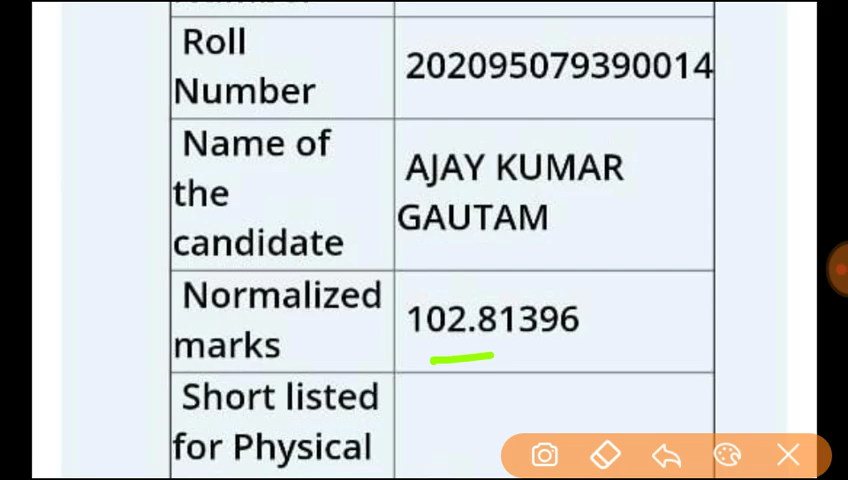 Roll
Number
202095079390014
Name of
the
candidate
AJAY KUMAR
GAUTAM
Normalized
marks
102.81396
Short listed
for Physical